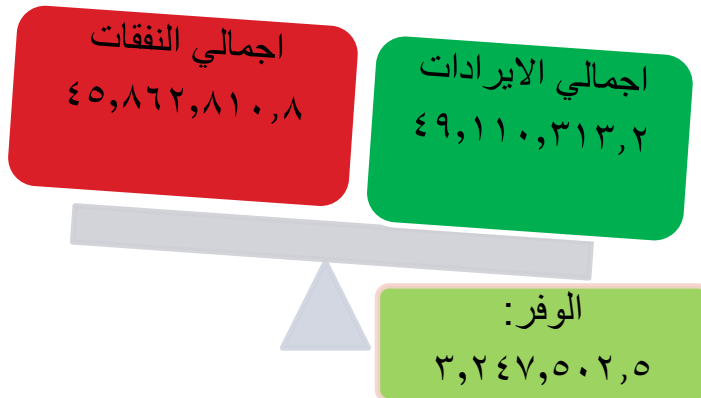 اجمالي النفقات
٤٥,٨٦٢,٨١٠,٨
اجمالي الايرادات
٤٩,١١٠,٣١٣,٢
الوفر:
٣,٢٤٧,٥٠٢,٥